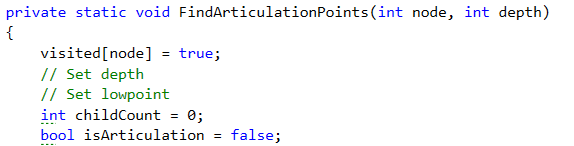 private static void FindArticulationPoints(int node, int depth)
{
visited[node] = true;
// Set depth
// Set lowpoint
int childCount = 0;
bool isArticulation = false;